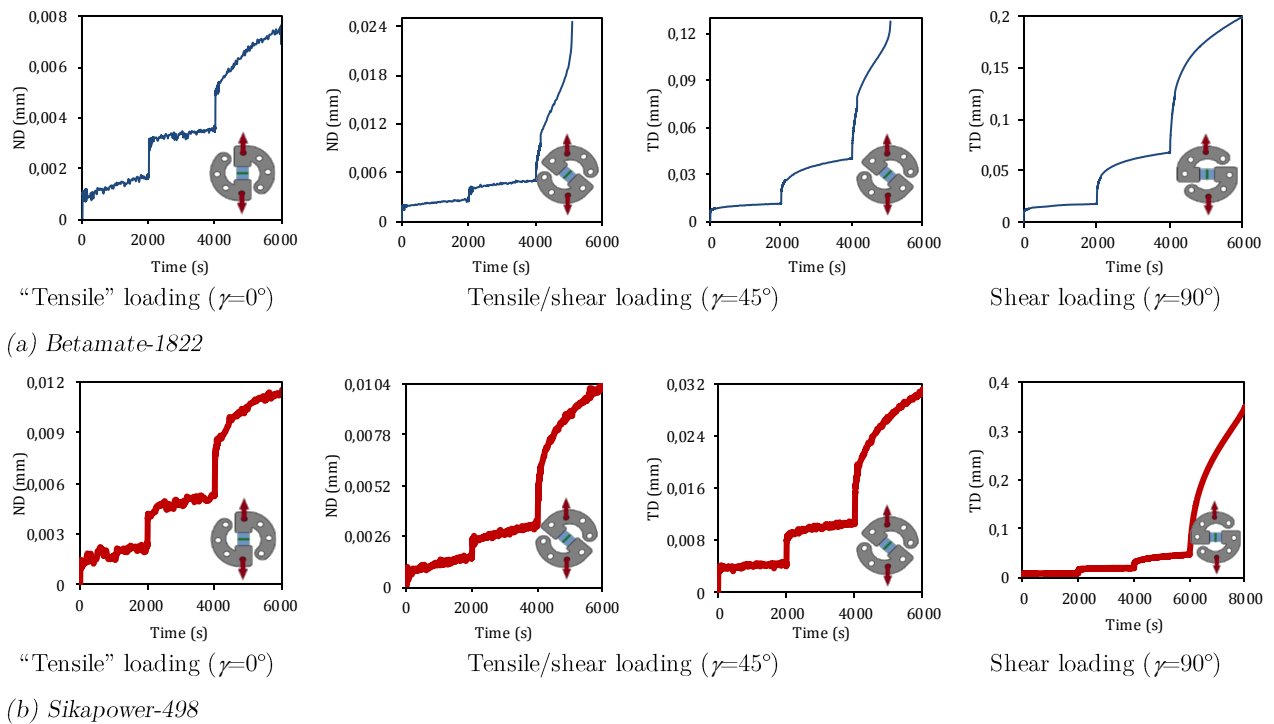 0,008
0,006
0,004
0,002
0
ND (mm)
0 2000 4000 6000
Time (s)
0,024
0,018
0,012
0,006
0
ND (mm)
0 2000 4000 6000
Time (s)
0,12
0,09
0,06
0,03
0
TD (mm)
0 2000 4000 6000
Time (s)
0,2
0,15
0,1
0,05
0
TD (mm)
0 2000 4000 6000
Time (s)
“Tensile” loading (γ=0°)
Tensile/shear loading (γ=45°)
Shear loading (γ=90°)
(a) Betamate-1822
0,012
0,009
0,006
0,003
0
ND (mm)
0 2000 4000 6000
Time (s)
0,0104
0,0078
0,0052
0,0026
0
ND (mm)
0 2000 4000 6000
Time (s)
0,032
0,024
0,016
0,008
0
TD (mm)
0 2000 4000 6000
Time (s)
0,4
0,3
0,2
0,1
0
TD (mm)
0 2000 4000 6000 8000
Time (s)
“Tensile” loading (γ=0°)
Tensile/shear loading (γ=45°)
Shear loading (γ=90°)
(b) Sikapower-498